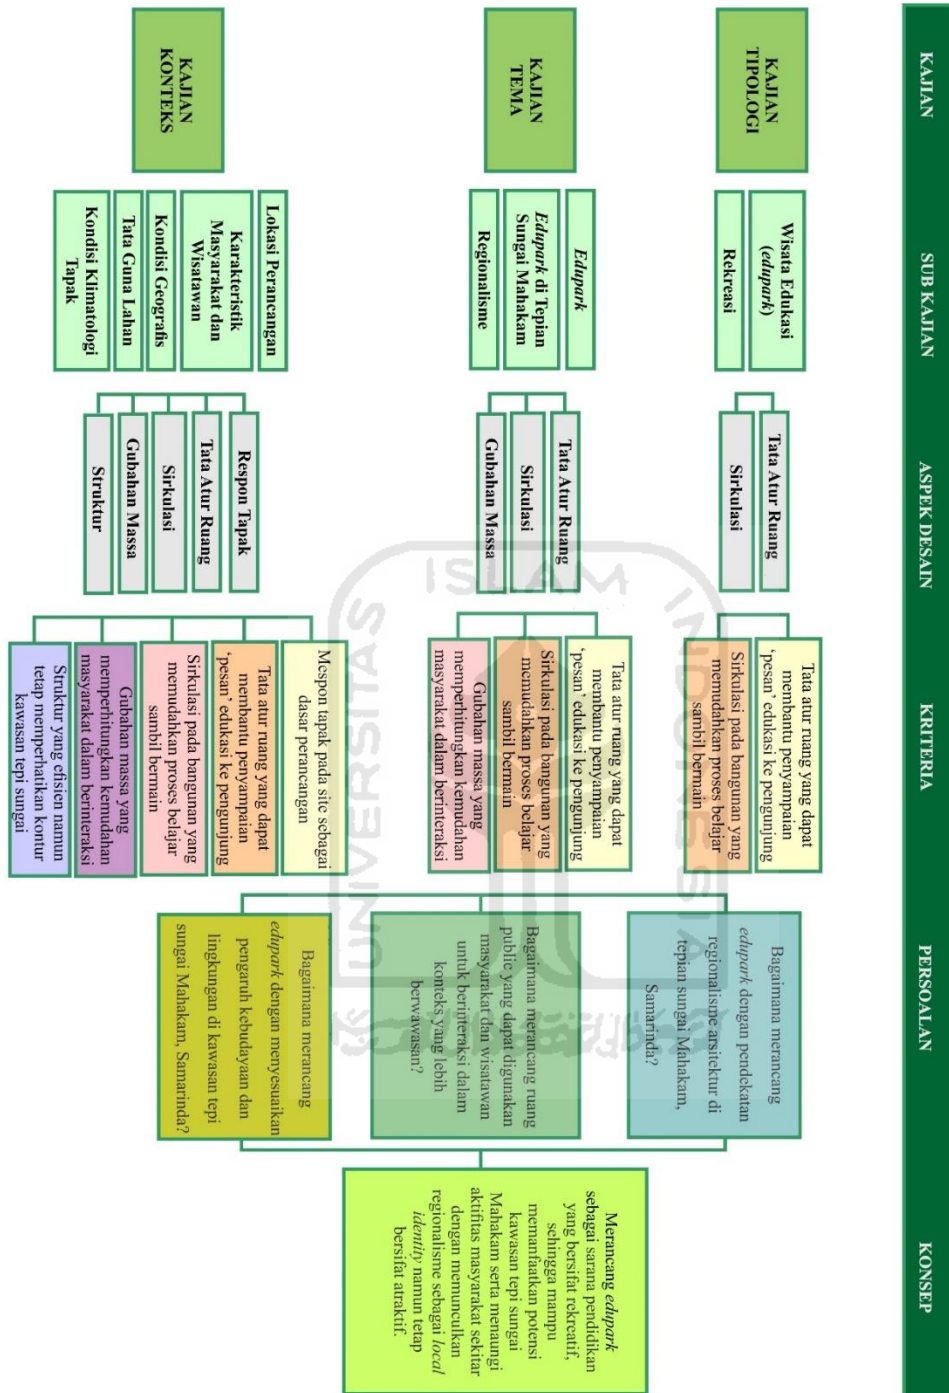 KAJIAN
SUB KAJIAN
ASPEK DESAIN
KRITERIA
PERSOALAN
KONSEP
KAJIAN
TIPOLOGI
Wisata Edukasi
(edupark)
Rekreasi
Tata Atur Ruang
Sirkulasi
Tata atur ruang yang dapat
membantu penyampaian
‘pesan’ edukasi ke pengunjung
Sirkulasi pada bangunan yang
memudahkan proses belajar
sambil bermain
KAJIAN
TEMA
Edupark
Edupark di Tepian
Sungai Mahakam
Regionalisme
Tata Atur Ruang
Sirkulasi
Gubahan Massa
Tata atur ruang yang dapat
membantu penyampaian
‘pesan’ edukasi ke pengunjung
Sirkulasi pada bangunan yang
memudahkan proses belajar
sambil bermain
Gubahan massa yang
memperhitungkan kemudahan
masyarakat dalam berinteraksi
KAJIAN
KONTEKS
Lokasi Perancangan
Karakteristik
Masyarakat dan
Wisatawan
Kondisi Geografis
Tata Guna Lahan
Kondisi Klimatologi
Tapak
Respon Tapak
Tata Atur Ruang
Sirkulasi
Gubahan Massa
Struktur
Mespon tapak pada site sebagai
dasar perancangan
Tata atur ruang yang dapat
membantu penyampaian
‘pesan’ edukasi ke pengunjung
Sirkulasi pada bangunan yang
memudahkan proses belajar
sambil bermain
Gubahan massa yang
memperhitungkan kemudahan
masyarakat dalam berinteraksi
Struktur yang efisien namun
tetap memperhatikan kontur
kawasan tepi sungai
Bagaimana merancang
edupark dengan pendekatan
regionalisme arsitektur di
tepian sungai Mahakam,
Samarinda?
Bagaimana merancang ruang
public yang dapat digunakan
masyarakat dan wisatawan
untuk berinteraksi dalam
konteks yang lebih
berwawasan?
Bagaimana merancang
edupark dengan menyesuaikan
pengaruh kebudayaan dan
lingkungan di kawasan tepi
sungai Mahakam, Samarinda?
Merancang edupark
sebagai sarana pendidikan
yang bersifat rekreatif,
sehingga mampu
memanfaatkan potensi
kawasan tepi sungai
Mahakam serta menaungi
aktifitas masyarakat sekitar
dengan memunculkan
regionalisme sebagai local
identity namun tetap
bersifat atraktif.
UNIVERSITAS
ISLAM
INDONESIA